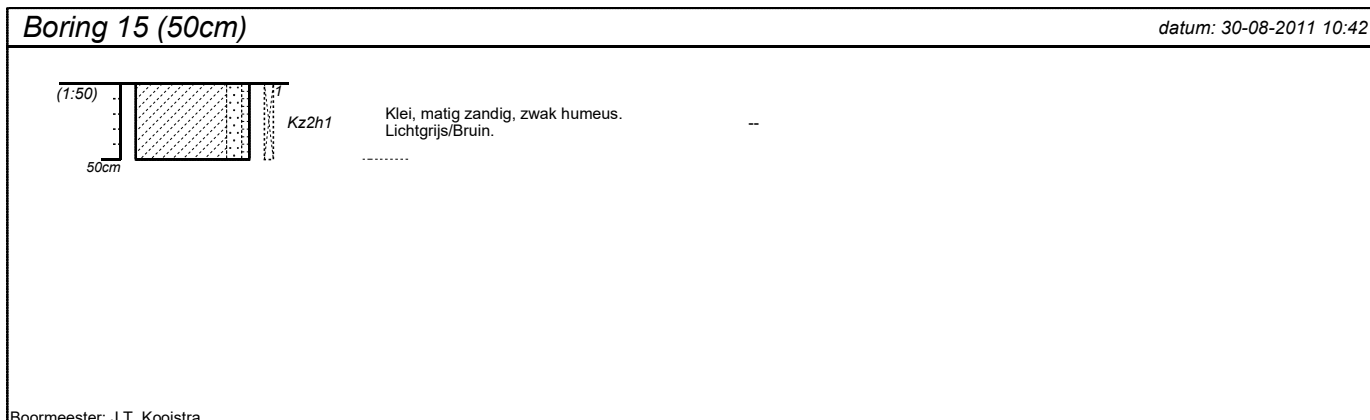 Boring 15 (50cm)
datum: 30-08-2011 10:42
(1:50)
1
Kz2h1
Klei, matig zandig, zwak humeus.
Lichtgrijs/Bruin.
--
50cm
Boormeester: J.T. Kooistra